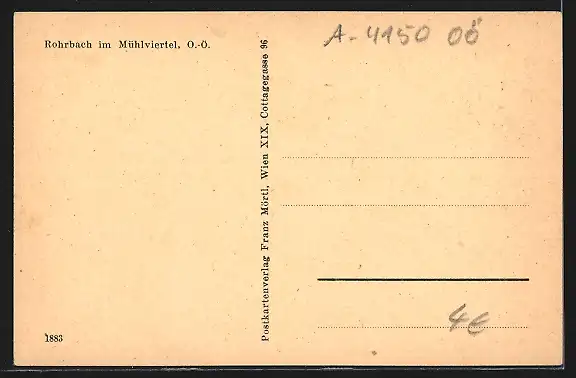 Rohrbach im Mühlviertel, O.-Ö.
A-4150 OÖ
Postkartenverlag Franz Mörtl, Wien XIX, Cottagegasse 96
4€
1883